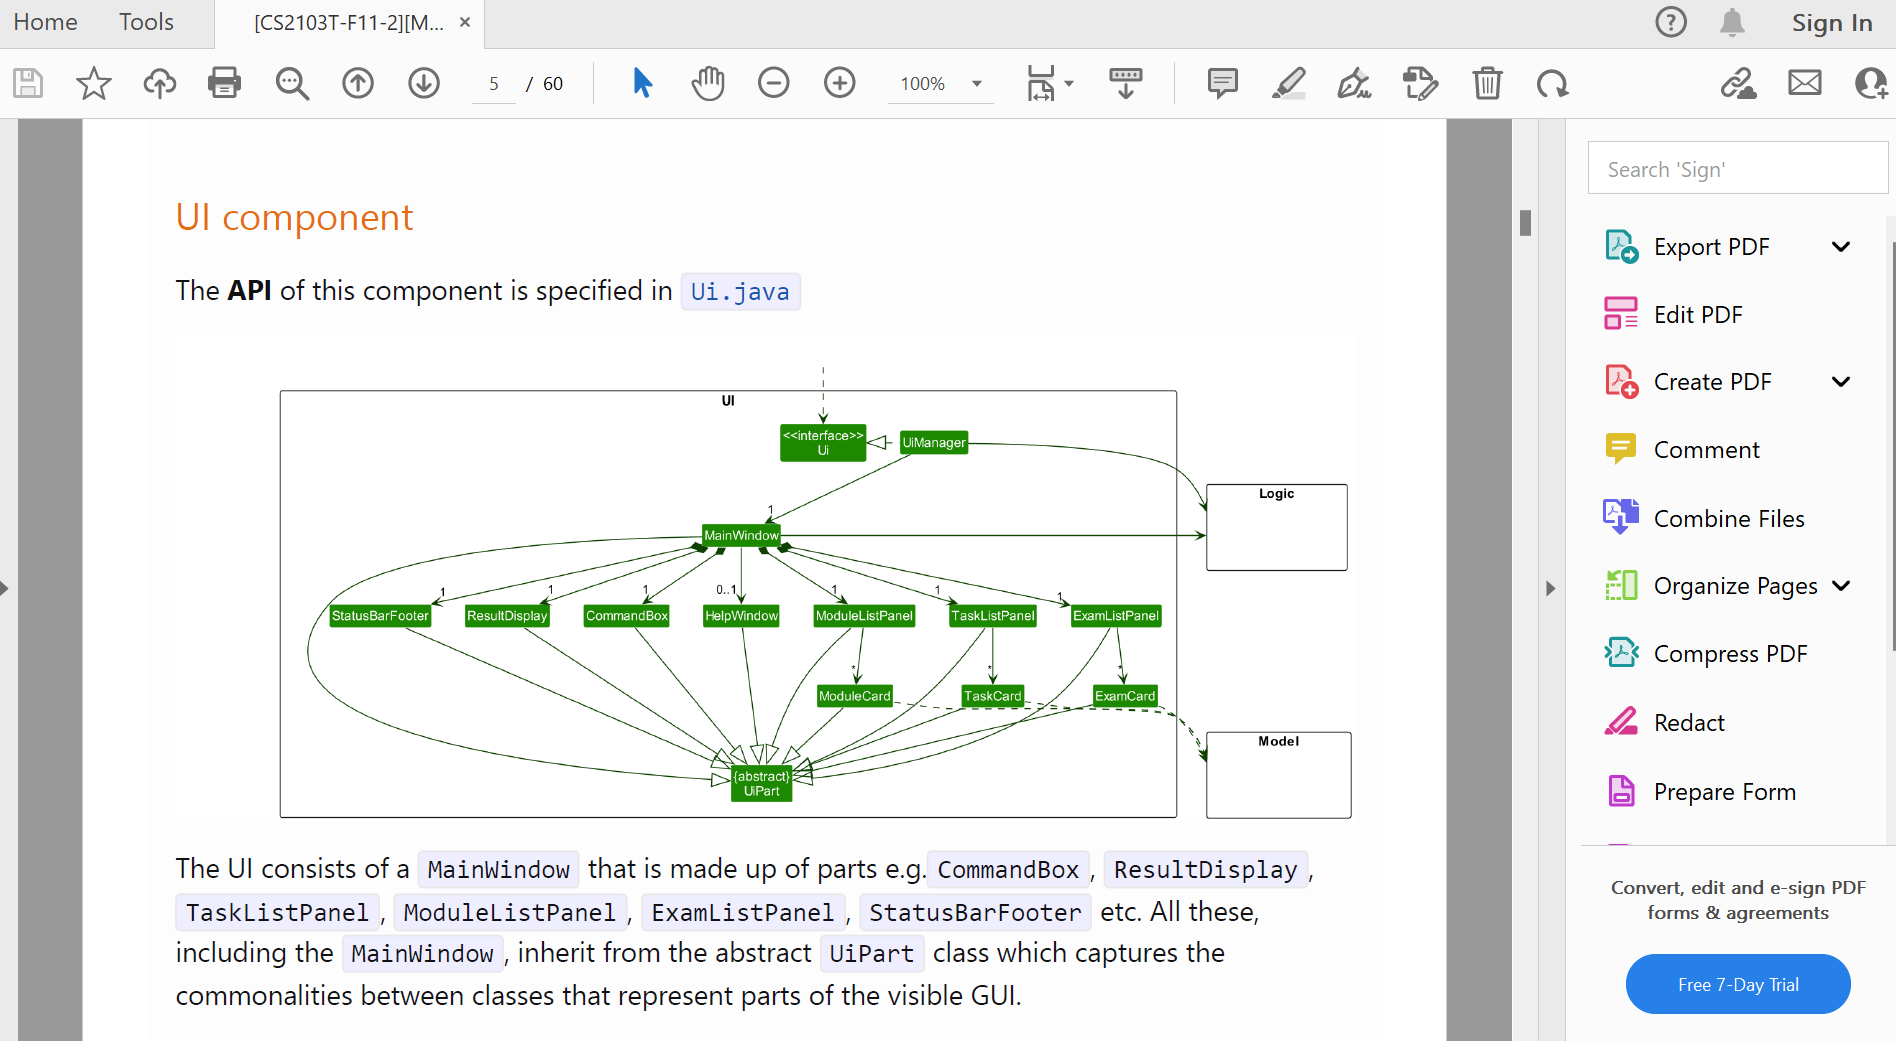 Home
Tools
[CS2103T-F11-2][M...
×
?
Sign In
5 / 60
100%
UI component
The API of this component is specified in Ui.java
UI
<<interface>>
Ui
UiManager
Logic
1
MainWindow
1
1
1
0..1
1
1
1
StatusBarFooter
ResultDisplay
CommandBox
HelpWindow
ModuleListPanel
TaskListPanel
ExamListPanel
*
*
*
ModuleCard
TaskCard
ExamCard
Model
{abstract}
UiPart
The UI consists of a MainWindow that is made up of parts e.g. CommandBox, ResultDisplay,
TaskListPanel, ModuleListPanel, ExamListPanel, StatusBarFooter etc. All these,
including the MainWindow, inherit from the abstract UiPart class which captures the
commonalities between classes that represent parts of the visible GUI.
Search 'Sign'
Export PDF
Edit PDF
Create PDF
Comment
Combine Files
Organize Pages
Compress PDF
Redact
Prepare Form
Convert, edit and e-sign PDF
forms & agreements
Free 7-Day Trial